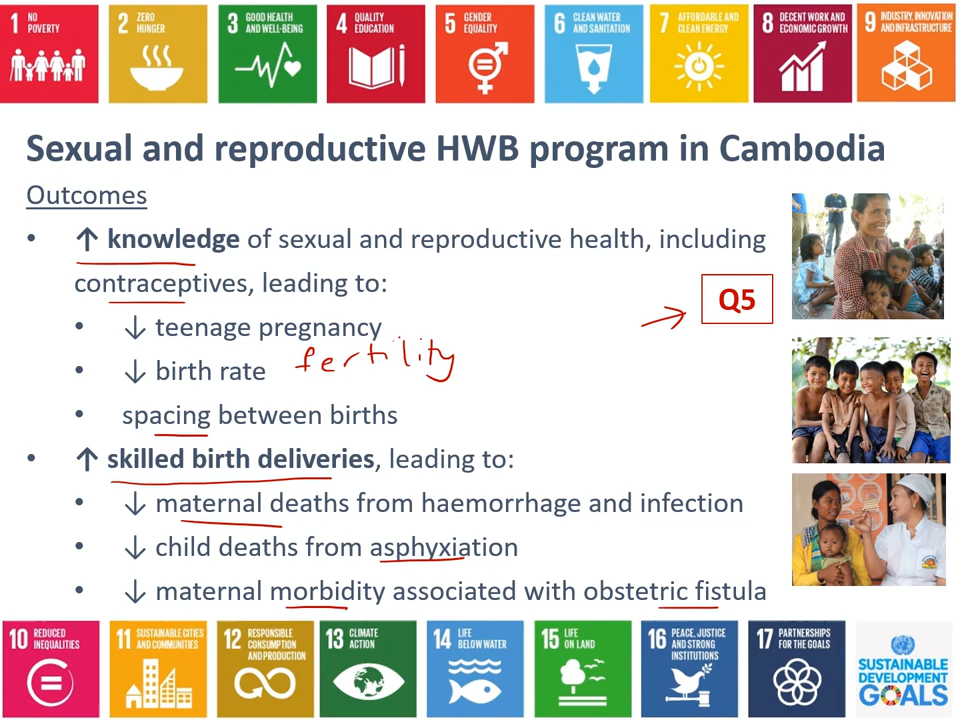 1 NO POVERTY
2 ZERO HUNGER
3 GOOD HEALTH AND WELL-BEING
4 QUALITY EDUCATION
5 GENDER EQUALITY
6 CLEAN WATER AND SANITATION
7 AFFORDABLE AND CLEAN ENERGY
8 DECENT WORK AND ECONOMIC GROWTH
9 INDUSTRY, INNOVATION AND INFRASTRUCTURE
Sexual and reproductive HWB program in Cambodia
Outcomes
• ↑ knowledge of sexual and reproductive health, including
contraceptives, leading to:
Q5
• ↓ teenage pregnancy
• ↓ birth rate fertility
• spacing between births
• ↑ skilled birth deliveries, leading to:
• ↓ maternal deaths from haemorrhage and infection
• ↓ child deaths from asphyxiation
• ↓ maternal morbidity associated with obstetric fistula
10 REDUCED INEQUALITIES
11 SUSTAINABLE CITIES AND COMMUNITIES
12 RESPONSIBLE CONSUMPTION AND PRODUCTION
13 CLIMATE ACTION
14 LIFE BELOW WATER
15 LIFE ON LAND
16 PEACE, JUSTICE AND STRONG INSTITUTIONS
17 PARTNERSHIPS FOR THE GOALS
SUSTAINABLE
DEVELOPMENT
GOALS